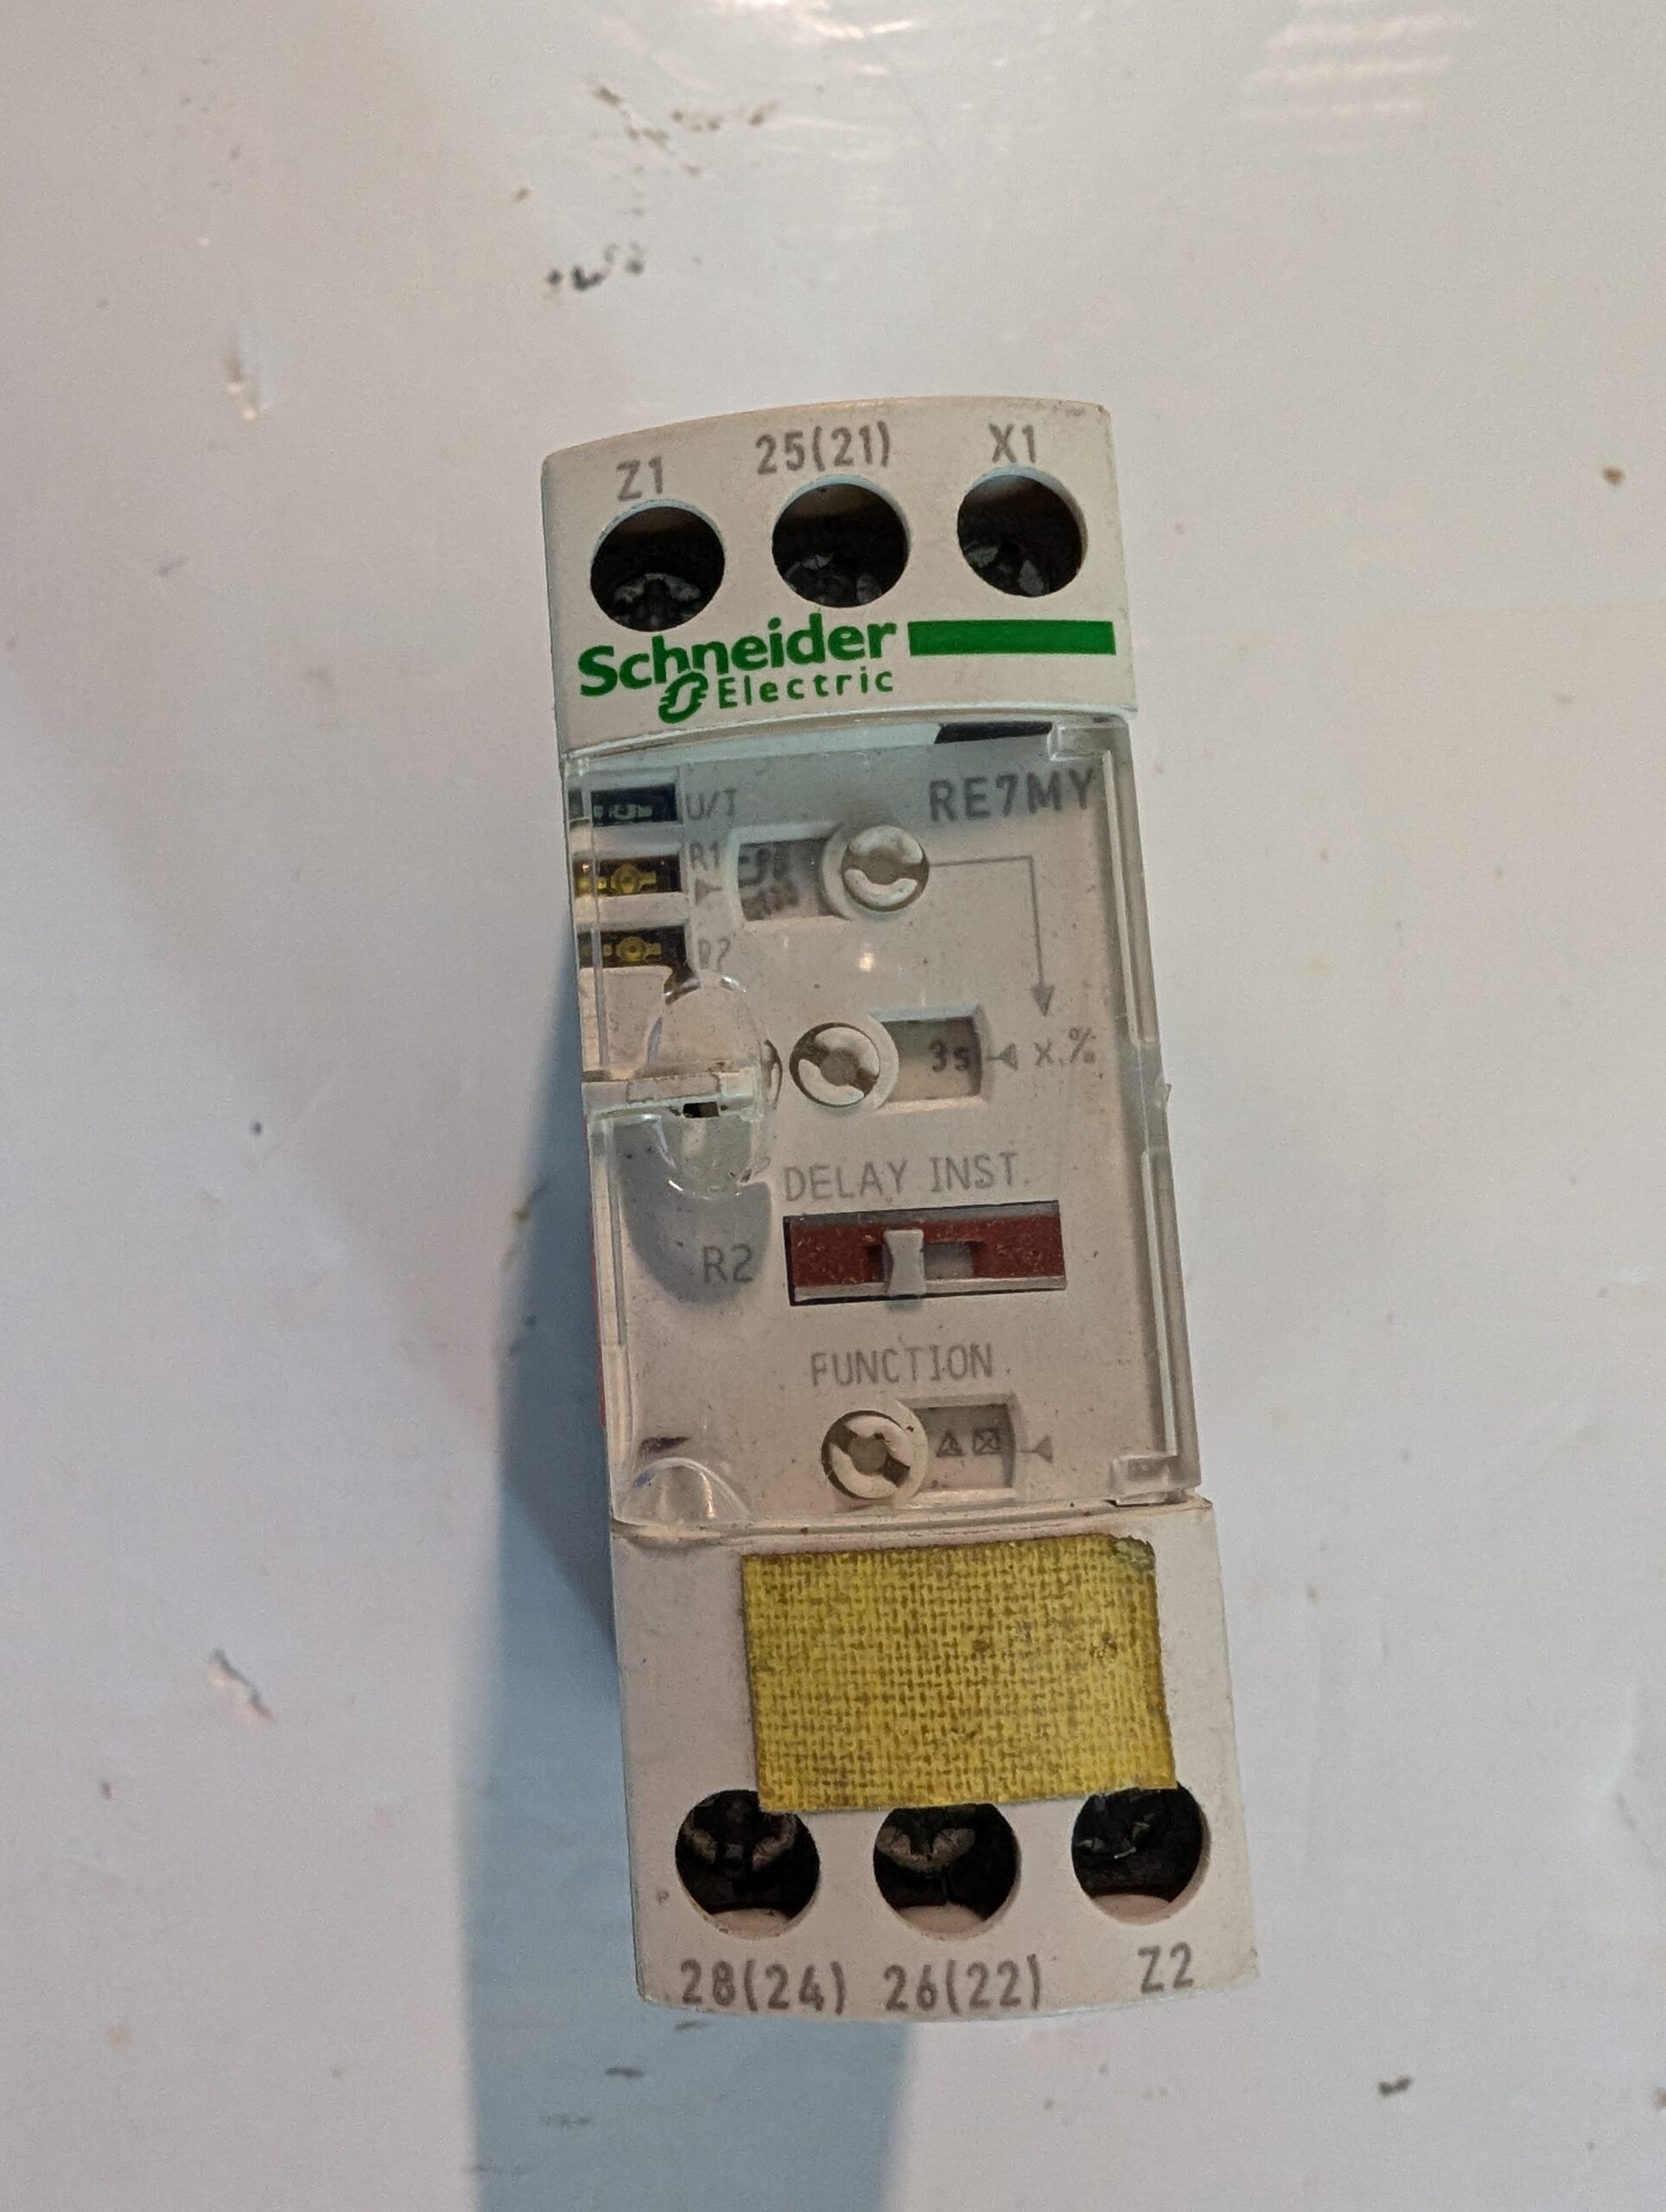 Z1 25(21) X1
Schneider
Electric
RE7MY
U/T
R1
R2
3s X.%
DELAY INST.
R2
FUNCTION
28(24) 26(22) Z2